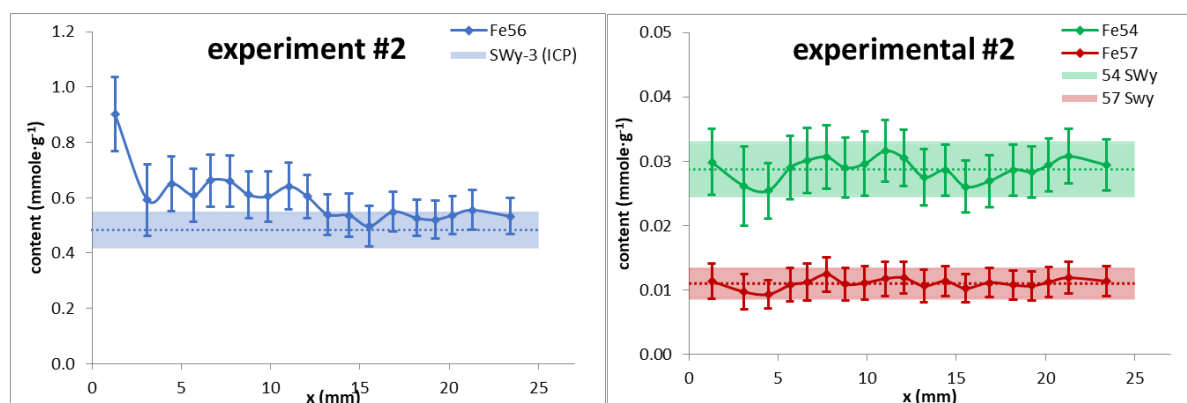 experiment #2
Fe56
SWy-3 (ICP)
content (mmole·g⁻¹)
1.2
1.0
0.8
0.6
0.4
0.2
0.0
0 5 10 15 20 25
x (mm)
experimental #2
Fe54
Fe57
54 SWy
57 Swy
content (mmole·g⁻¹)
0.05
0.04
0.03
0.02
0.01
0.00
0 5 10 15 20 25
x (mm)